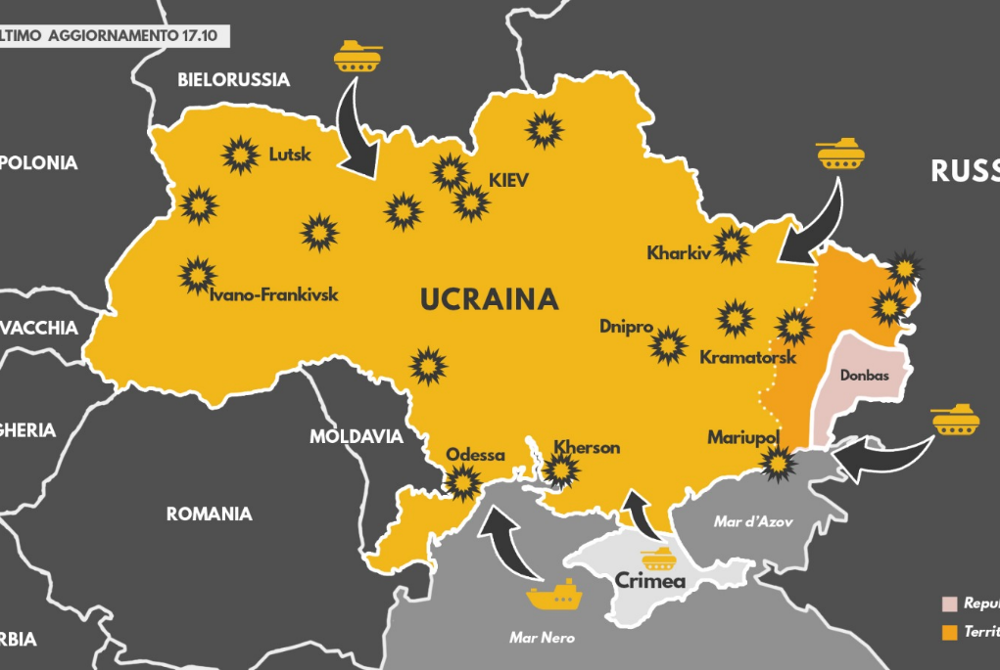 LTIMO AGGIORNAMENTO 17.10
BIELORUSSIA
POLONIA
Lutsk
KIEV
RUSS
Kharkiv
Ivano-Frankivsk
UCRAINA
VACCHIA
Dnipro
Kramatorsk
Donbas
GHERIA
MOLDAVIA
Mariupol
Odessa
Kherson
ROMANIA
Mar d'Azov
Crimea
Repu
Territ
RBIA
Mar Nero